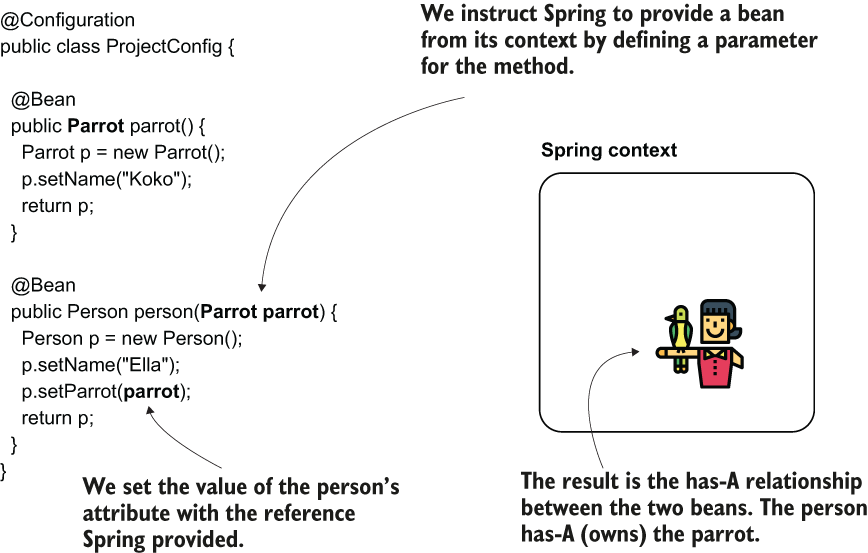 @Configuration
public class ProjectConfig {
@Bean
public Parrot parrot() {
Parrot p = new Parrot();
p.setName("Koko");
return p;
}
@Bean
public Person person(Parrot parrot) {
Person p = new Person();
p.setName("Ella");
p.setParrot(parrot);
return p;
}
}
We instruct Spring to provide a bean
from its context by defining a parameter
for the method.
Spring context
We set the value of the person’s
attribute with the reference
Spring provided.
The result is the has-A relationship
between the two beans. The person
has-A (owns) the parrot.